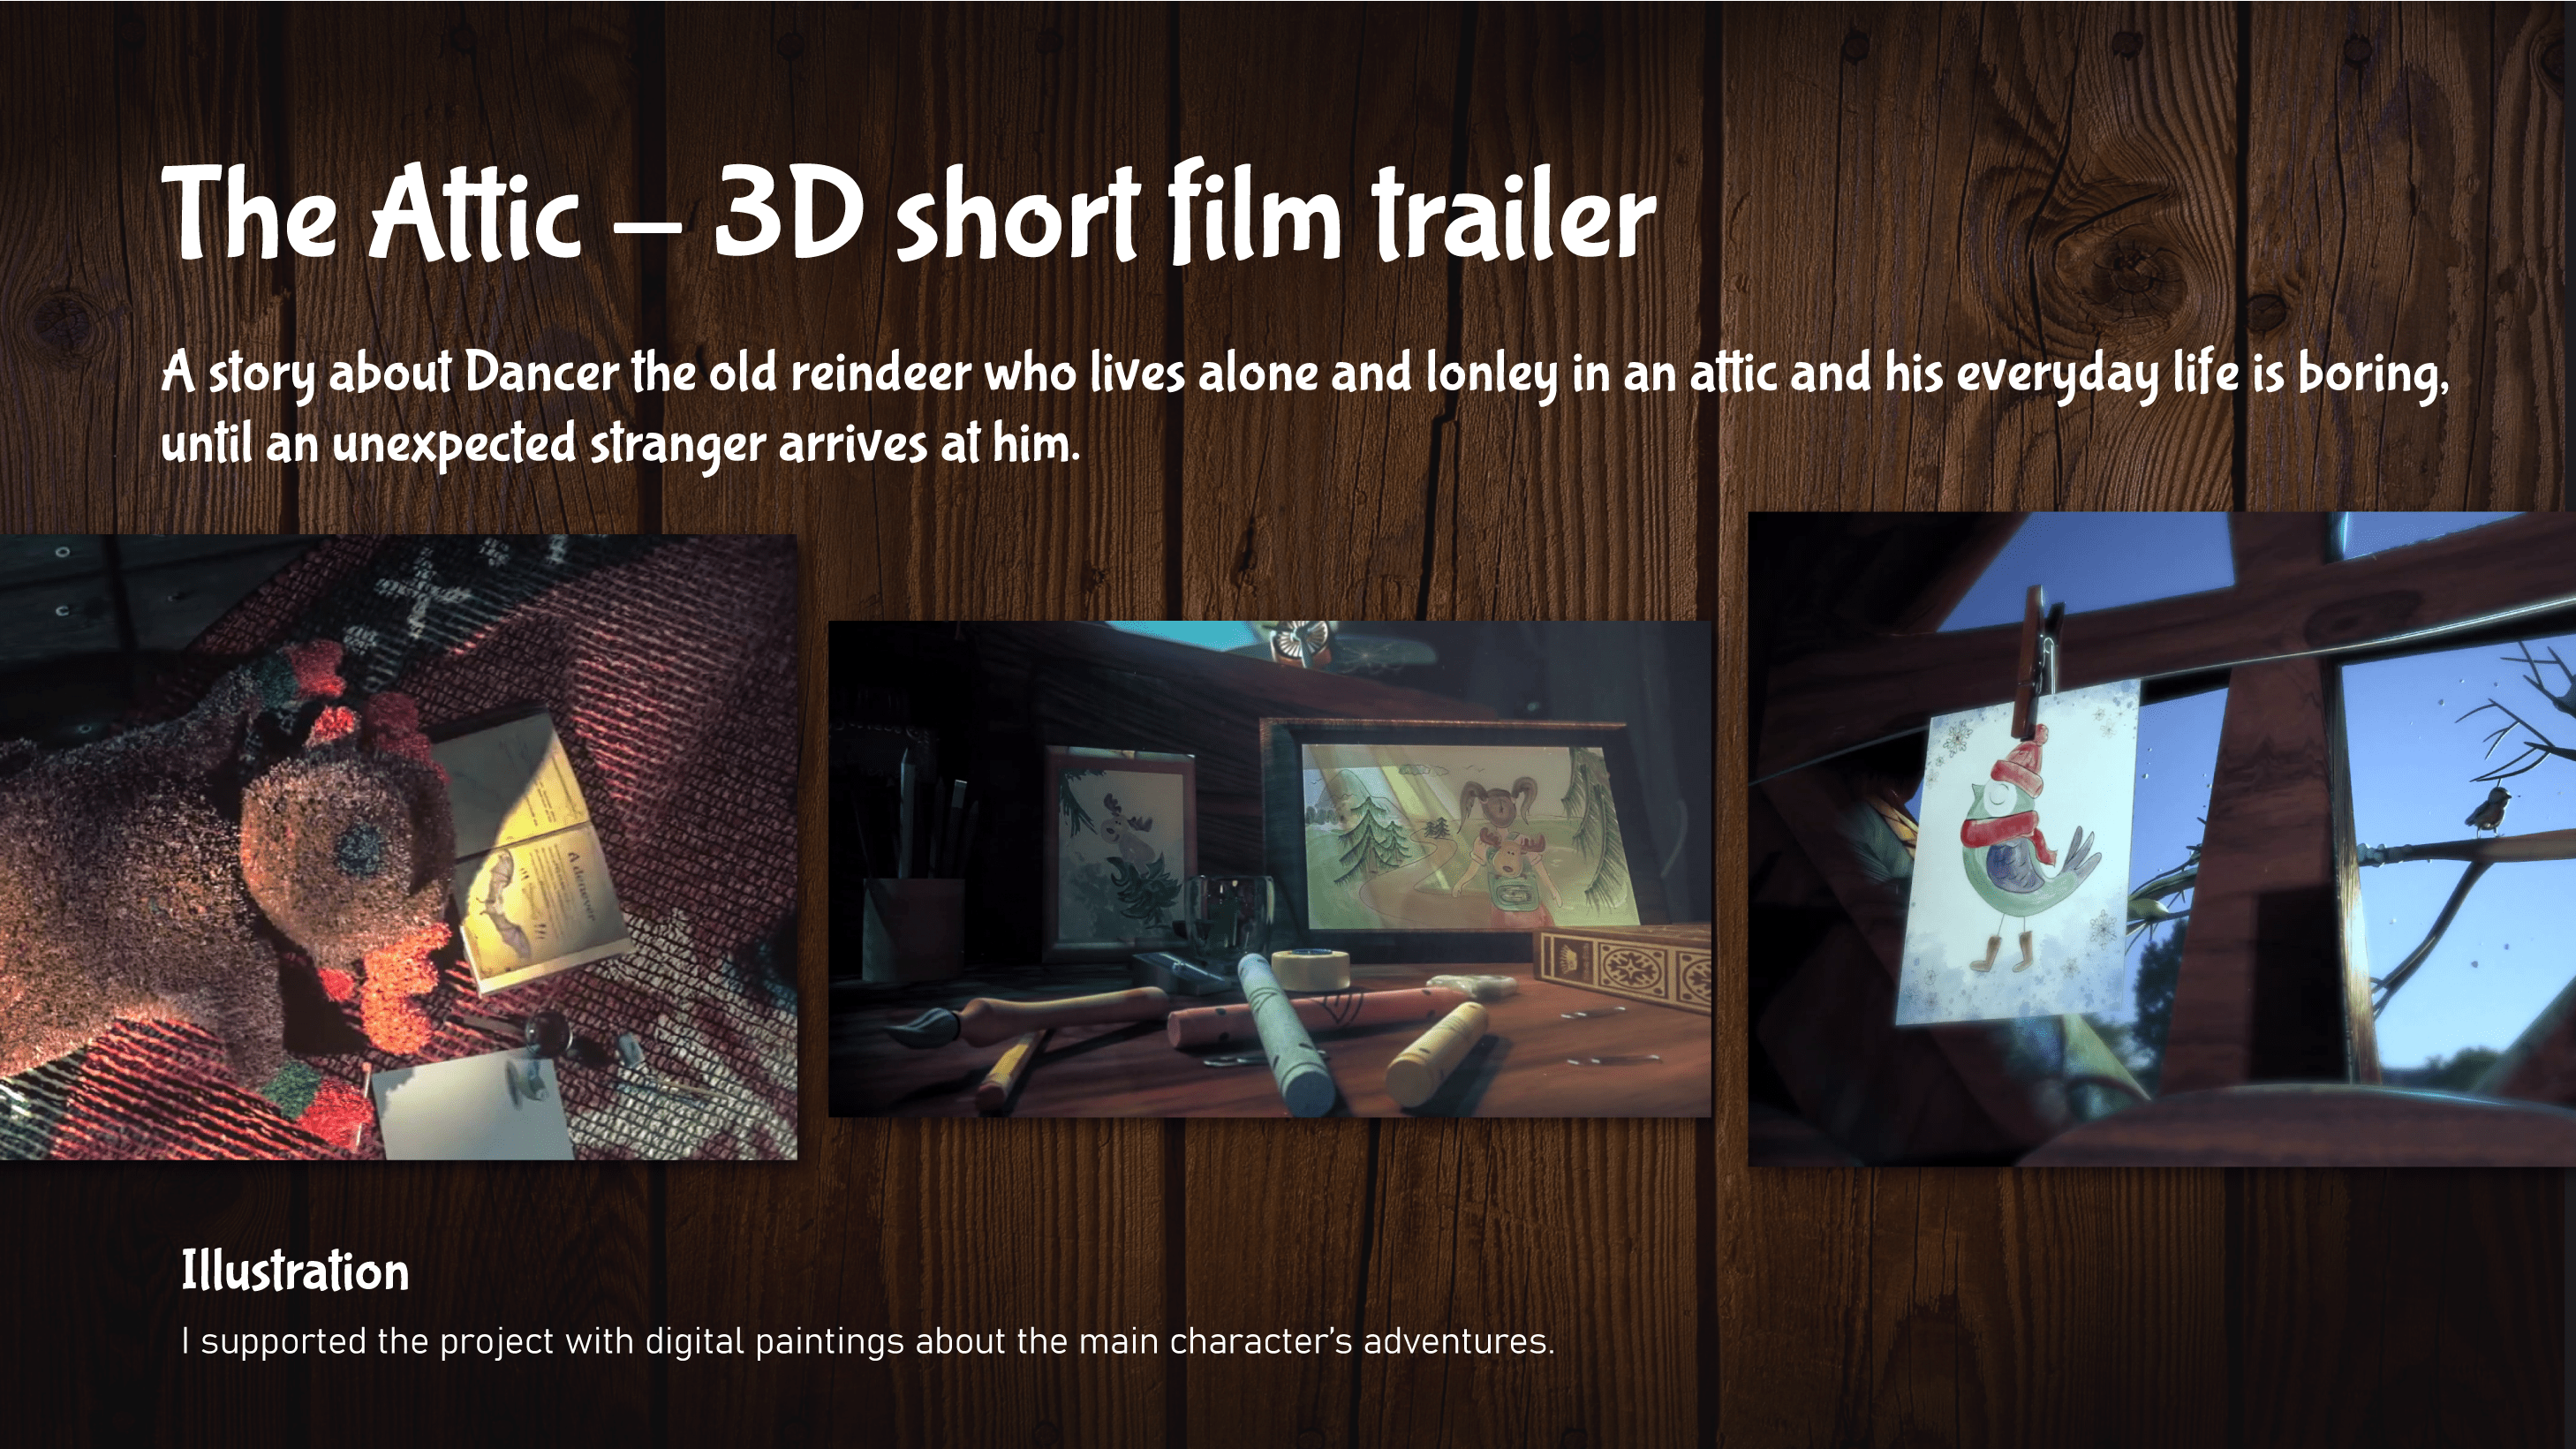 The Attic – 3D short film trailer
A story about Dancer the old reindeer who lives alone and lonley in an attic and his everyday life is boring,
until an unexpected stranger arrives at him.
A denevér
Illustration
I supported the project with digital paintings about the main character’s adventures.